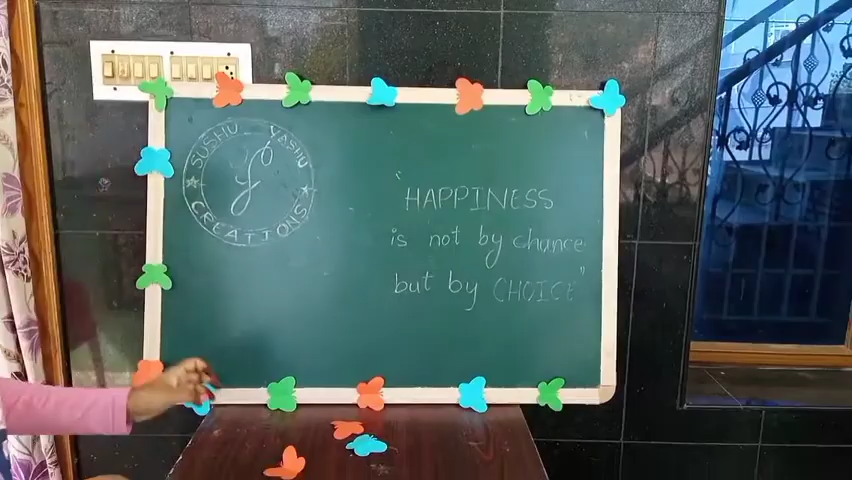 SUSHU YASHU
CREATIONS
"HAPPINESS
is not by chance
but by CHOICE"